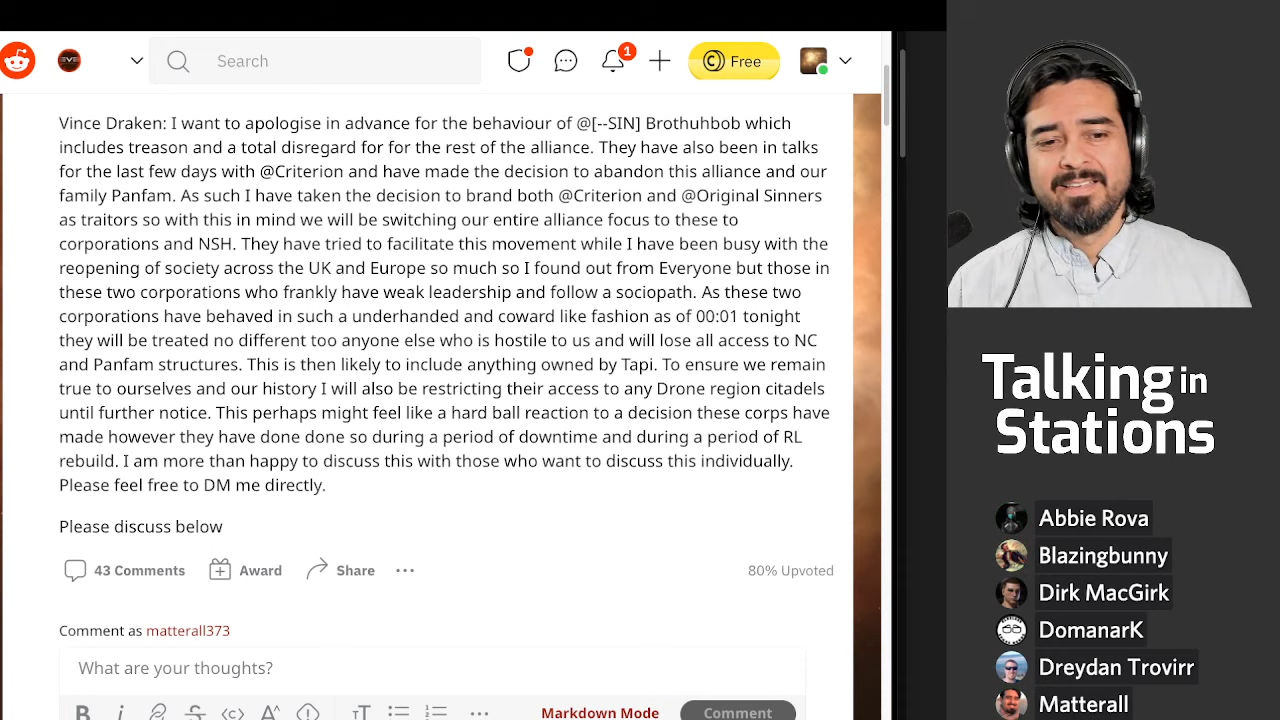 Search
1
Free
Vince Draken: I want to apologise in advance for the behaviour of @[--SIN] Brothuhbob which
includes treason and a total disregard for for the rest of the alliance. They have also been in talks
for the last few days with @Criterion and have made the decision to abandon this alliance and our
family Panfam. As such I have taken the decision to brand both @Criterion and @Original Sinners
as traitors so with this in mind we will be switching our entire alliance focus to these to
corporations and NSH. They have tried to facilitate this movement while I have been busy with the
reopening of society across the UK and Europe so much so I found out from Everyone but those in
these two corporations who frankly have weak leadership and follow a sociopath. As these two
corporations have behaved in such a underhanded and coward like fashion as of 00:01 tonight
they will be treated no different too anyone else who is hostile to us and will lose all access to NC
and Panfam structures. This is then likely to include anything owned by Tapi. To ensure we remain
true to ourselves and our history I will also be restricting their access to any Drone region citadels
until further notice. This perhaps might feel like a hard ball reaction to a decision these corps have
made however they have done done so during a period of downtime and during a period of RL
rebuild. I am more than happy to discuss this with those who want to discuss this individually.
Please feel free to DM me directly.
Please discuss below
43 Comments Award Share ··· 80% Upvoted
Comment as matterall373
What are your thoughts?
B i S <c> A^ TT ··· Markdown Mode Comment
Talking in
Stations
Abbie Rova
Blazingbunny
Dirk MacGirk
DomanarK
Dreydan Trovirr
Matterall